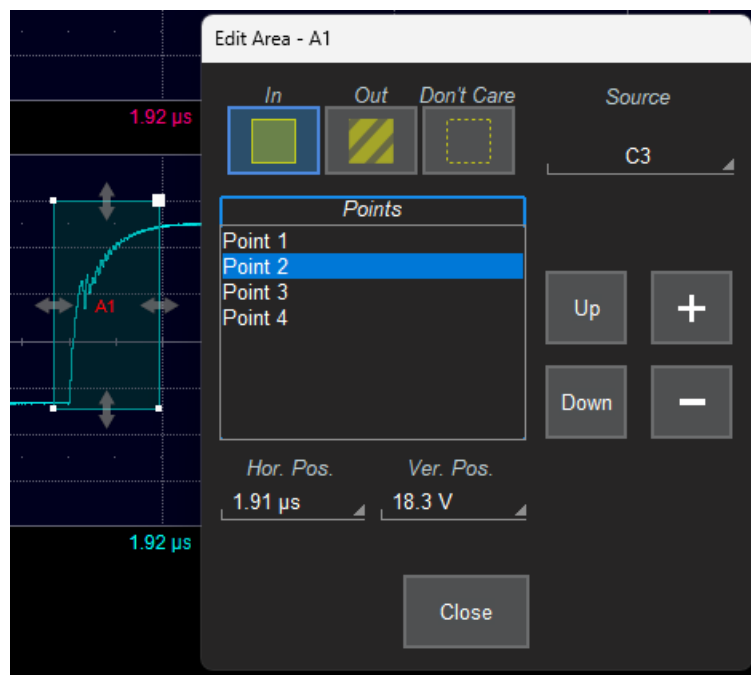 Edit Area - A1
In Out Don't Care Source
1.92 µs
C3
Points
Point 1
Point 2
Point 3
Point 4
A1
Up
Down
Hor. Pos. Ver. Pos.
1.91 µs 18.3 V
1.92 µs
Close